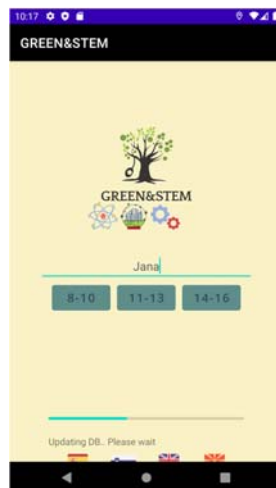 10:17
GREEN&STEM
GREEN&STEM
Jana
8-10 11-13 14-16
Updating DB.. Please wait